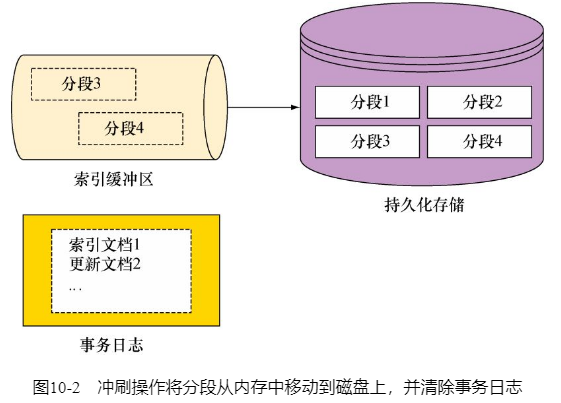 分段3
分段4
索引缓冲区
分段1
分段2
分段3
分段4
持久化存储
索引文档1
更新文档2
…
事务日志
图10-2 冲刷操作将分段从内存中移动到磁盘上，并清除事务日志